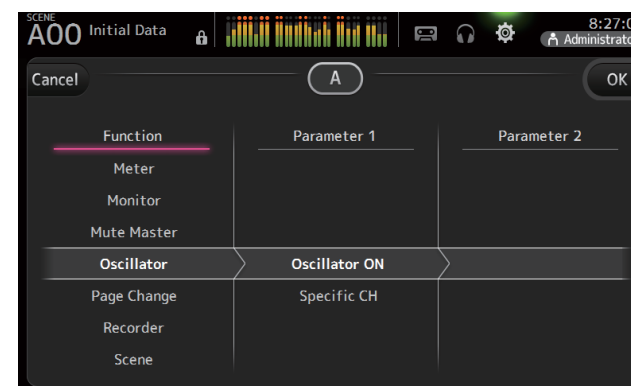 SCENE
A00 Initial Data
8:27:0
Administrato
Cancel
A
OK
Function
Parameter 1
Parameter 2
Meter
Monitor
Mute Master
Oscillator
Oscillator ON
Page Change
Specific CH
Recorder
Scene